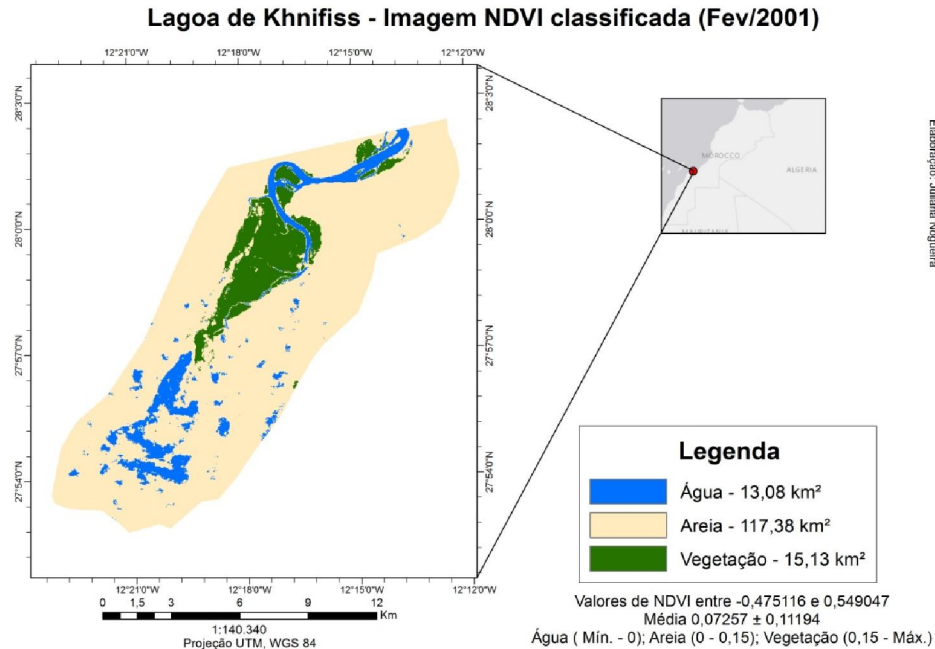 Lagoa de Khnifiss - Imagem NDVI classificada (Fev/2001)
12°21'0"W 12°18'0"W 12°15'0"W 12°12'0"W
28°3'0"N
28°0'0"N
27°57'0"N
27°54'0"N
28°3'0"N
28°0'0"N
27°57'0"N
27°54'0"N
12°21'0"W 12°18'0"W 12°15'0"W 12°12'0"W
MOROCCO
ALGERIA
MAURITANIA
Elaboração: Juliana Nogueira
Legenda
Água - 13,08 km²
Areia - 117,38 km²
Vegetação - 15,13 km²
0 1,5 3 6 9 12
Km
1:140.340
Projeção UTM, WGS 84
Valores de NDVI entre -0,475116 e 0,549047
Média 0,07257 ± 0,11194
Água ( Mín. - 0); Areia (0 - 0,15); Vegetação (0,15 - Máx.)